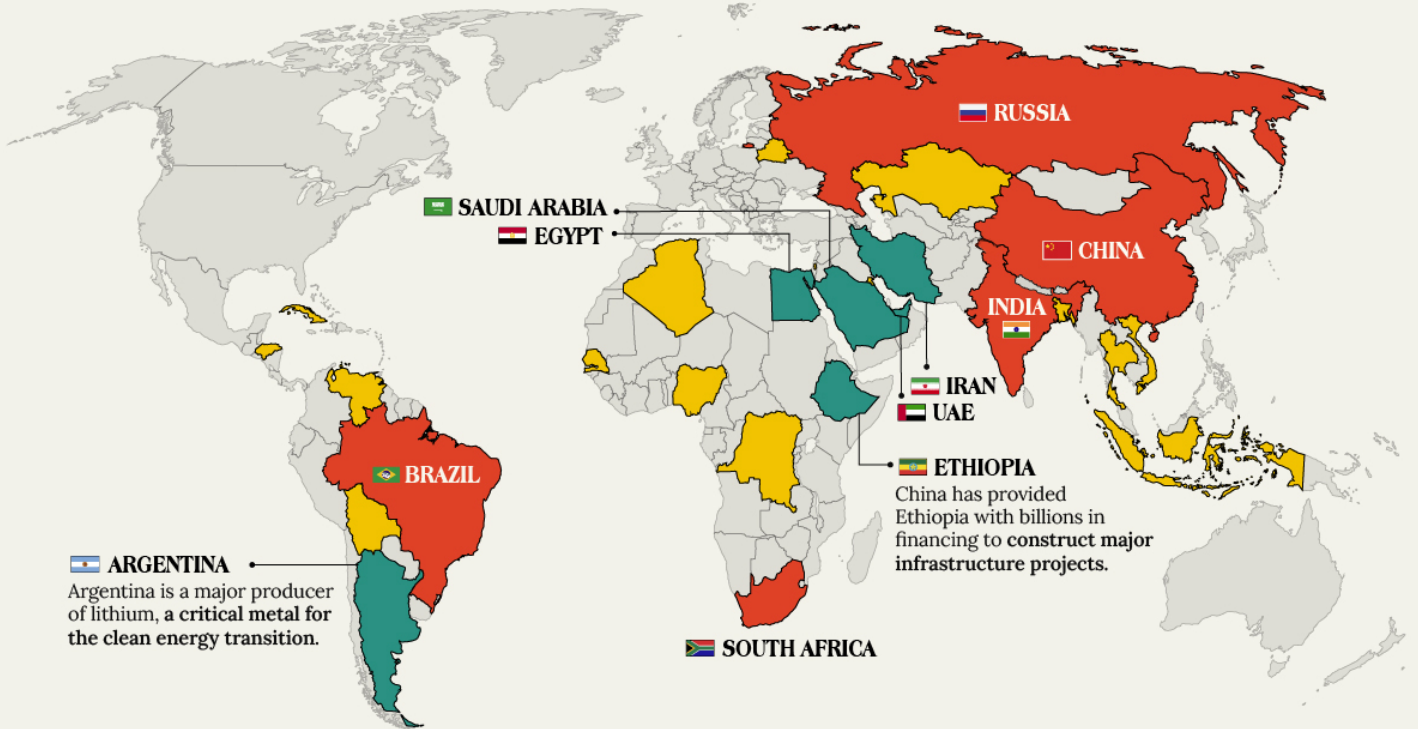 RUSSIA
SAUDI ARABIA
EGYPT
CHINA
INDIA
IRAN
UAE
BRAZIL
ETHIOPIA
China has provided
Ethiopia with billions in
financing to construct major
infrastructure projects.
ARGENTINA
Argentina is a major producer
of lithium, a critical metal for
the clean energy transition.
SOUTH AFRICA